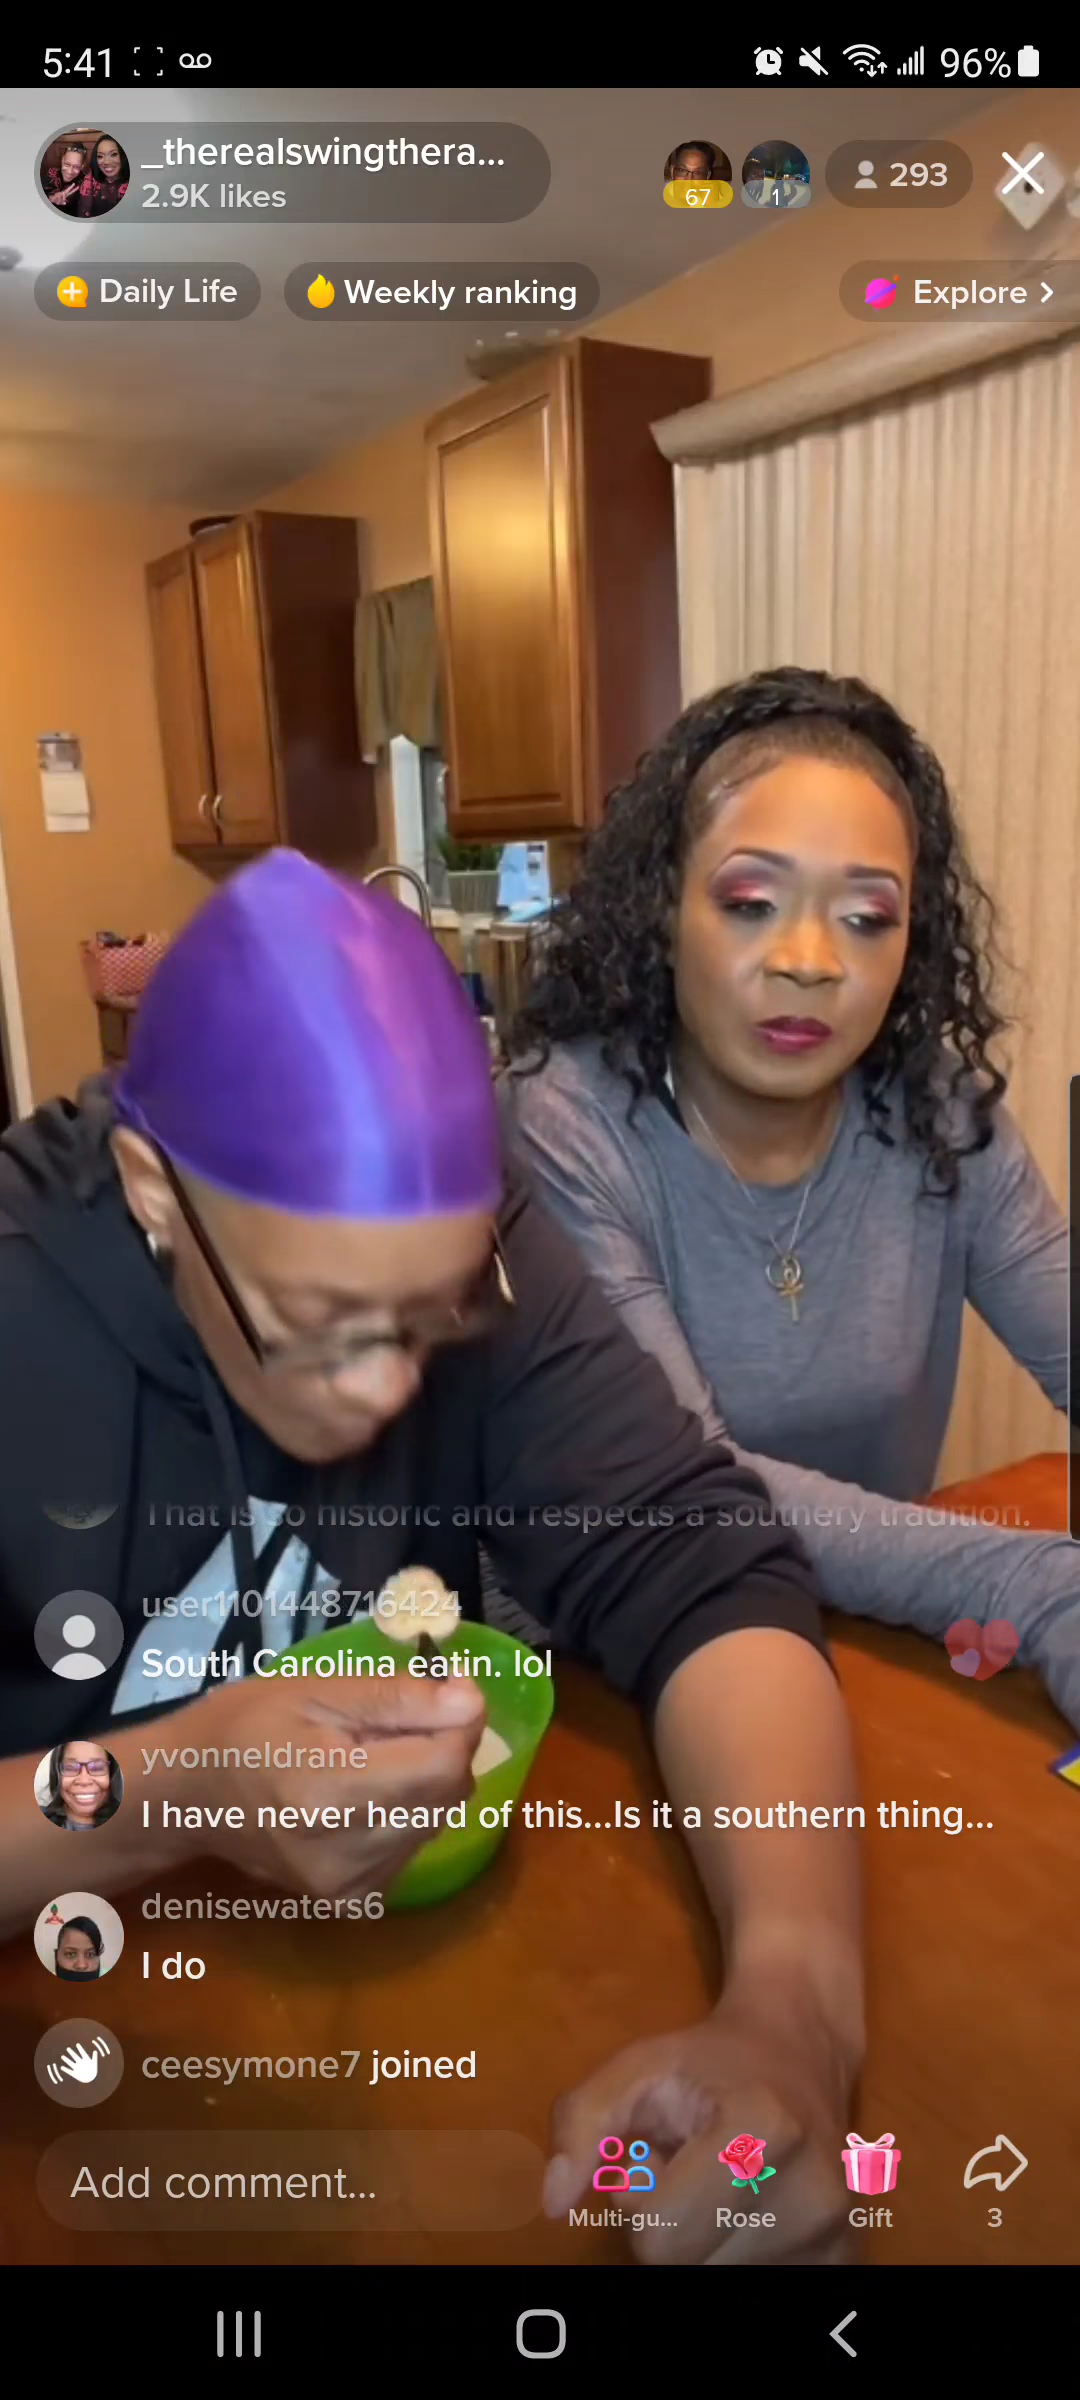 5:41
96%
_therealswingthera...
2.9K likes
67
1
293
Daily Life
Weekly ranking
Explore
That is so historic and respects a southery tradition.
user1101448716424
South Carolina eatin. lol
yvonneldrane
I have never heard of this...Is it a southern thing...
denisewaters6
I do
ceesymone7 joined
Add comment...
Multi-gu...
Rose
Gift
3